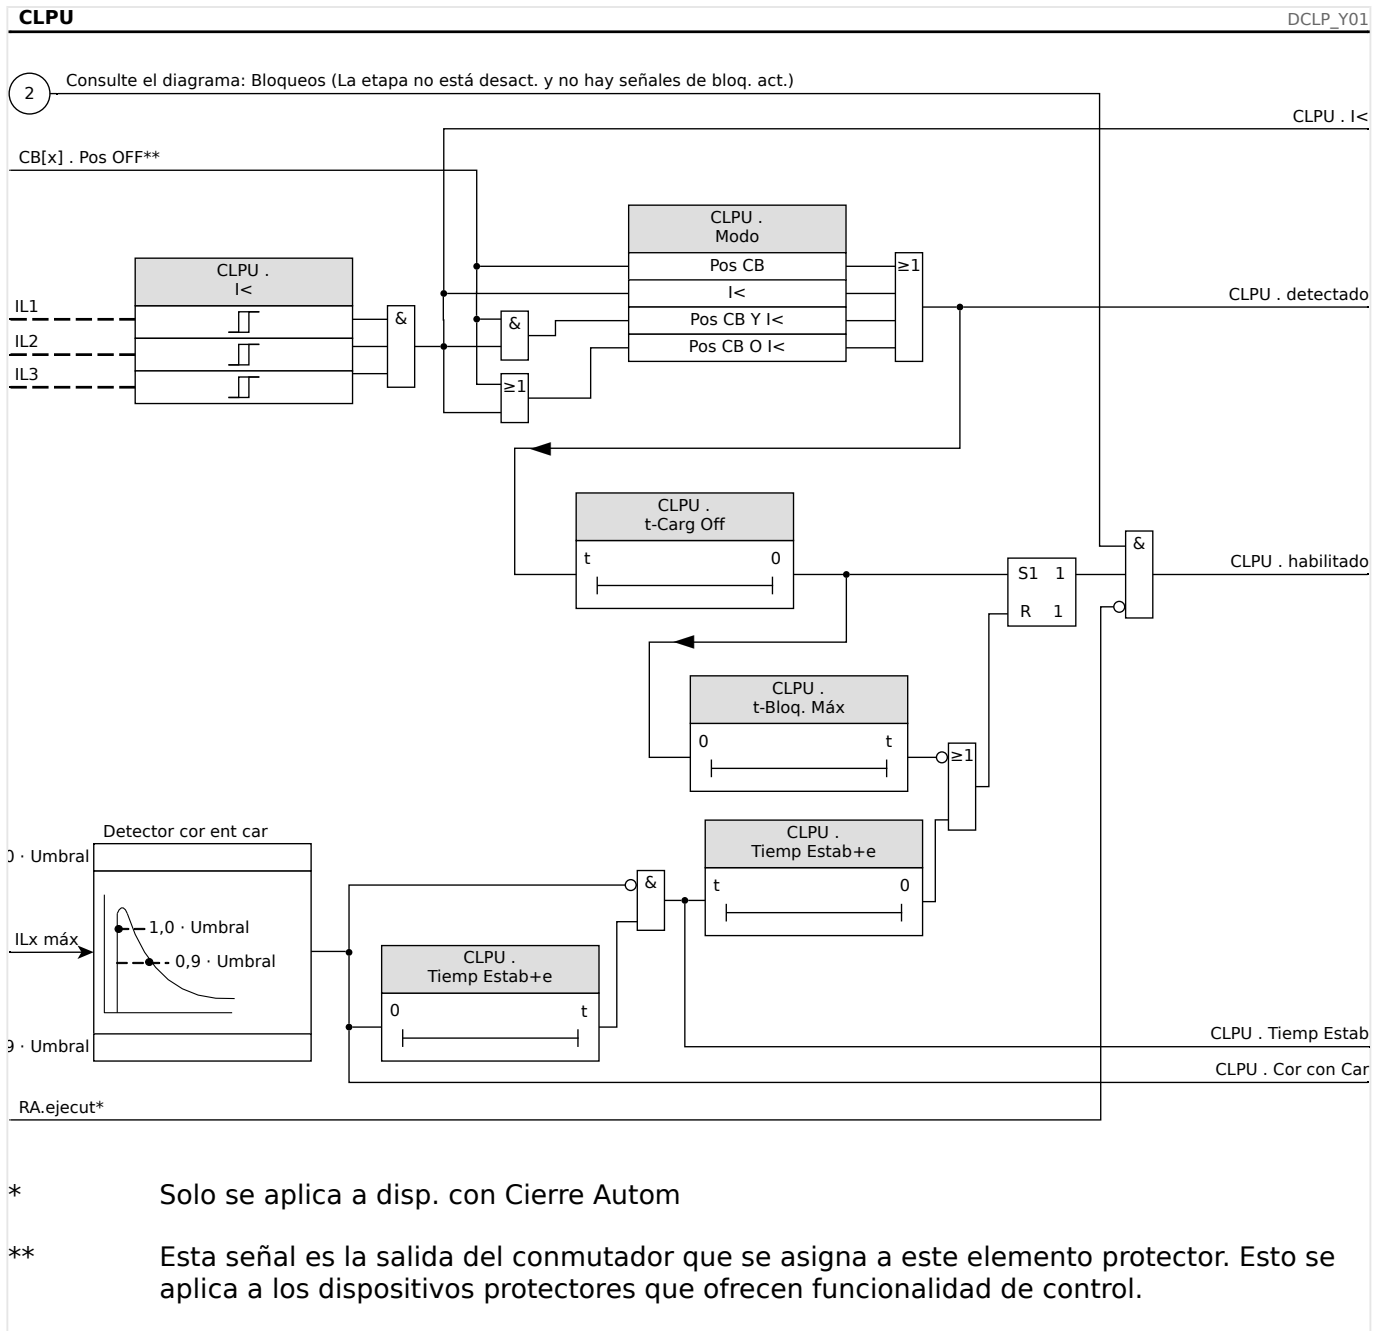 CLPU
DCLP_Y01
2
Consulte el diagrama: Bloqueos (La etapa no está desact. y no hay señales de bloq. act.)
CLPU . I<
CB[x] . Pos OFF**
CLPU .
Modo
Pos CB
I<
Pos CB Y I<
Pos CB O I<
≥1
CLPU .
I<
IL1
IL2
IL3
&
&
≥1
CLPU . detectado
CLPU .
t-Carg Off
t 0
S1 1
R 1
&
CLPU . habilitado
CLPU .
t-Bloq. Máx
0 t
≥1
CLPU .
Tiemp Estab+e
t 0
Detector cor ent car
0 · Umbral
ILx máx
1,0 · Umbral
0,9 · Umbral
9 · Umbral
&
CLPU .
Tiemp Estab+e
0 t
CLPU . Tiemp Estab
CLPU . Cor con Car
RA.ejecut*
* Solo se aplica a disp. con Cierre Autom
** Esta señal es la salida del conmutador que se asigna a este elemento protector. Esto se
aplica a los dispositivos protectores que ofrecen funcionalidad de control.